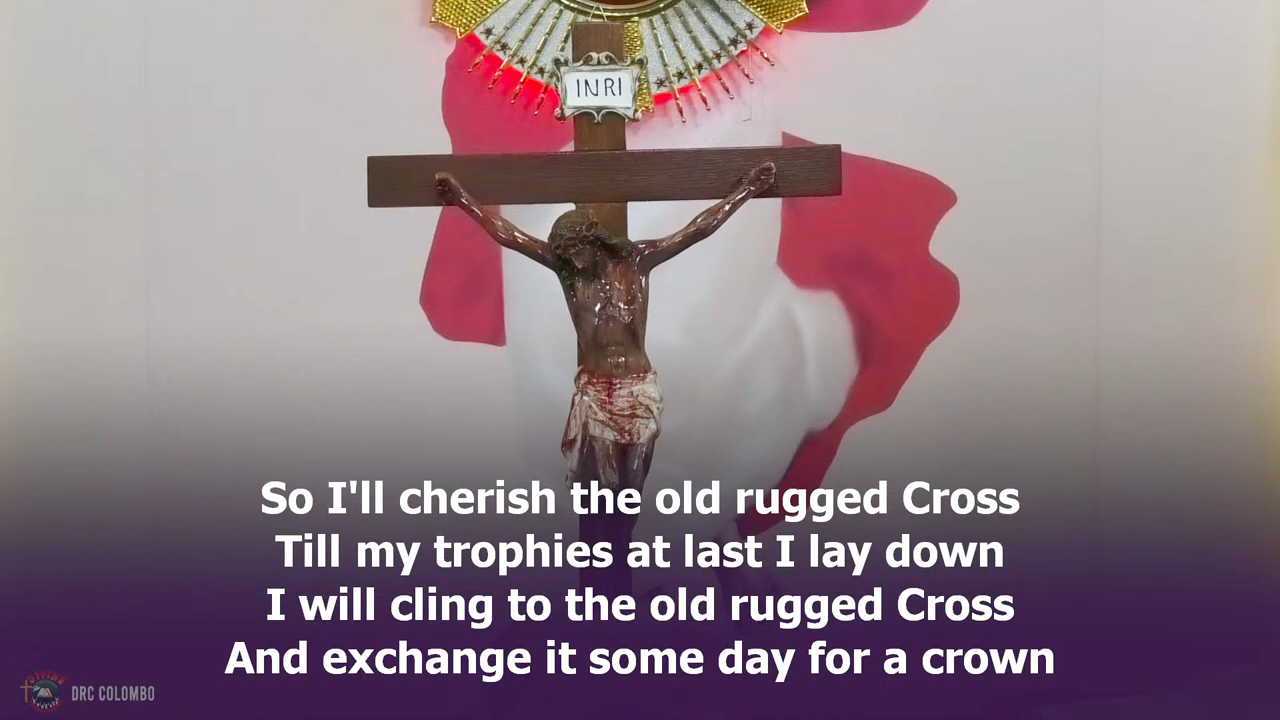 INRI
So I'll cherish the old rugged Cross
Till my trophies at last I lay down
I will cling to the old rugged Cross
And exchange it some day for a crown
DIVINE
DRC COLOMBO